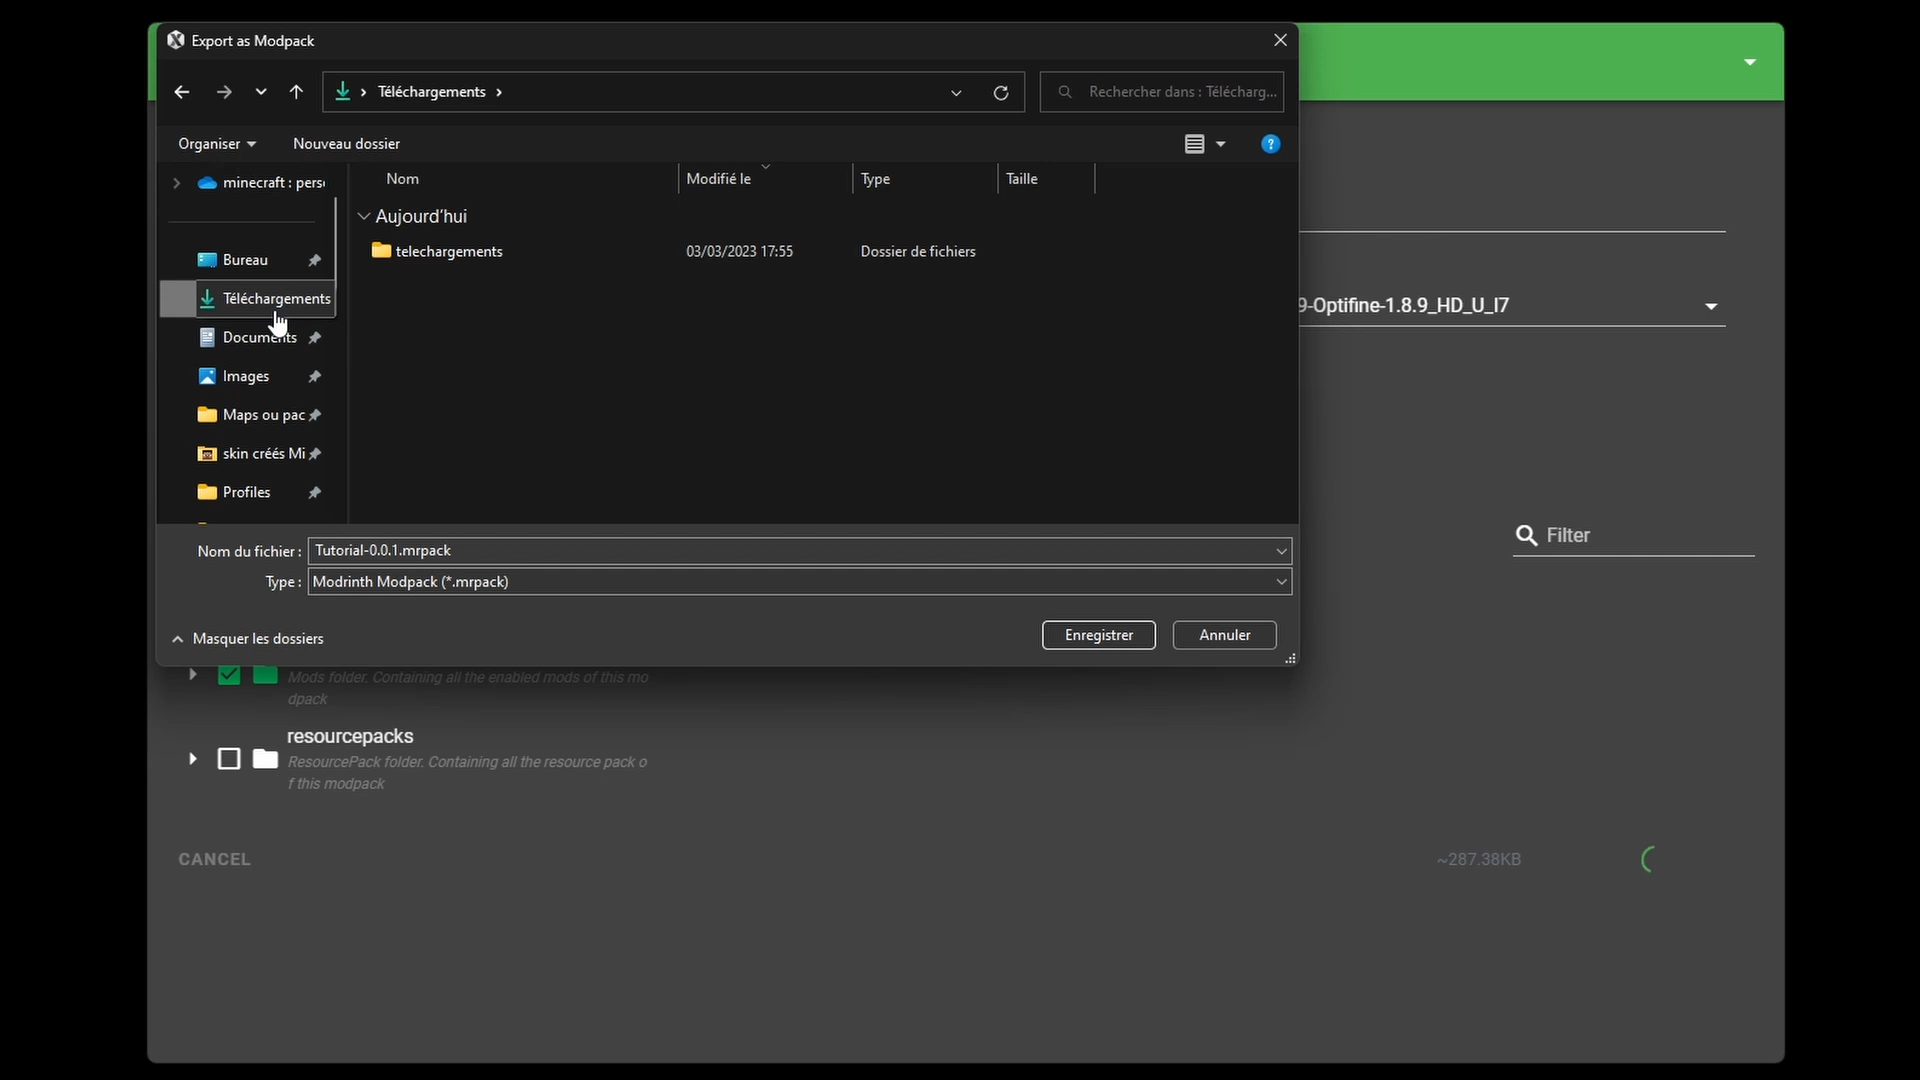 Export as Modpack
Téléchargements
Rechercher dans : Télécharg...
Organiser
Nouveau dossier
minecraft : pers
Nom
Modifié le
Type
Taille
Aujourd'hui
telechargements
03/03/2023 17:55
Dossier de fichiers
Bureau
Téléchargements
Documents
Images
Maps ou pac
skin créés Mi
Profiles
9-Optifine-1.8.9_HD_U_I7
Filter
Nom du fichier :
Tutorial-0.0.1.mrpack
Type :
Modrinth Modpack (*.mrpack)
Masquer les dossiers
Enregistrer
Annuler
Mods folder. Containing all the enabled mods of this mo
dpack
resourcepacks
ResourcePack folder. Containing all the resource pack o
f this modpack
CANCEL
~287.38KB